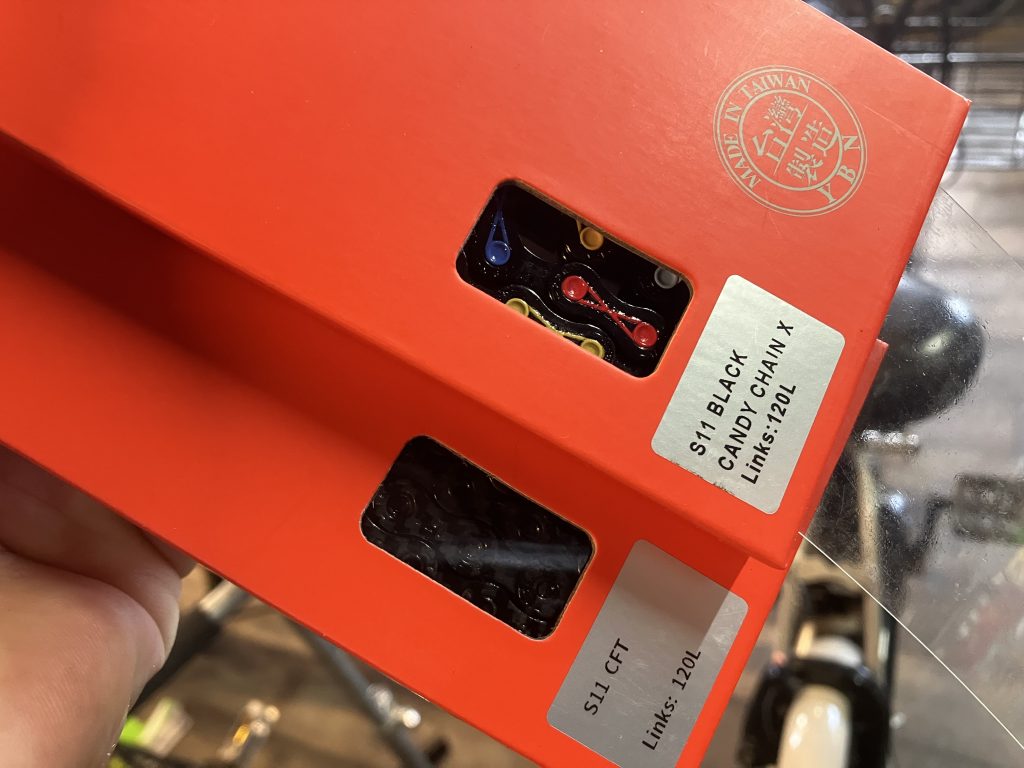 MADE IN TAIWAN
台灣
製造
YBN
S11 BLACK
CANDY CHAIN X
Links:120L
S11 CFT
Links: 120L